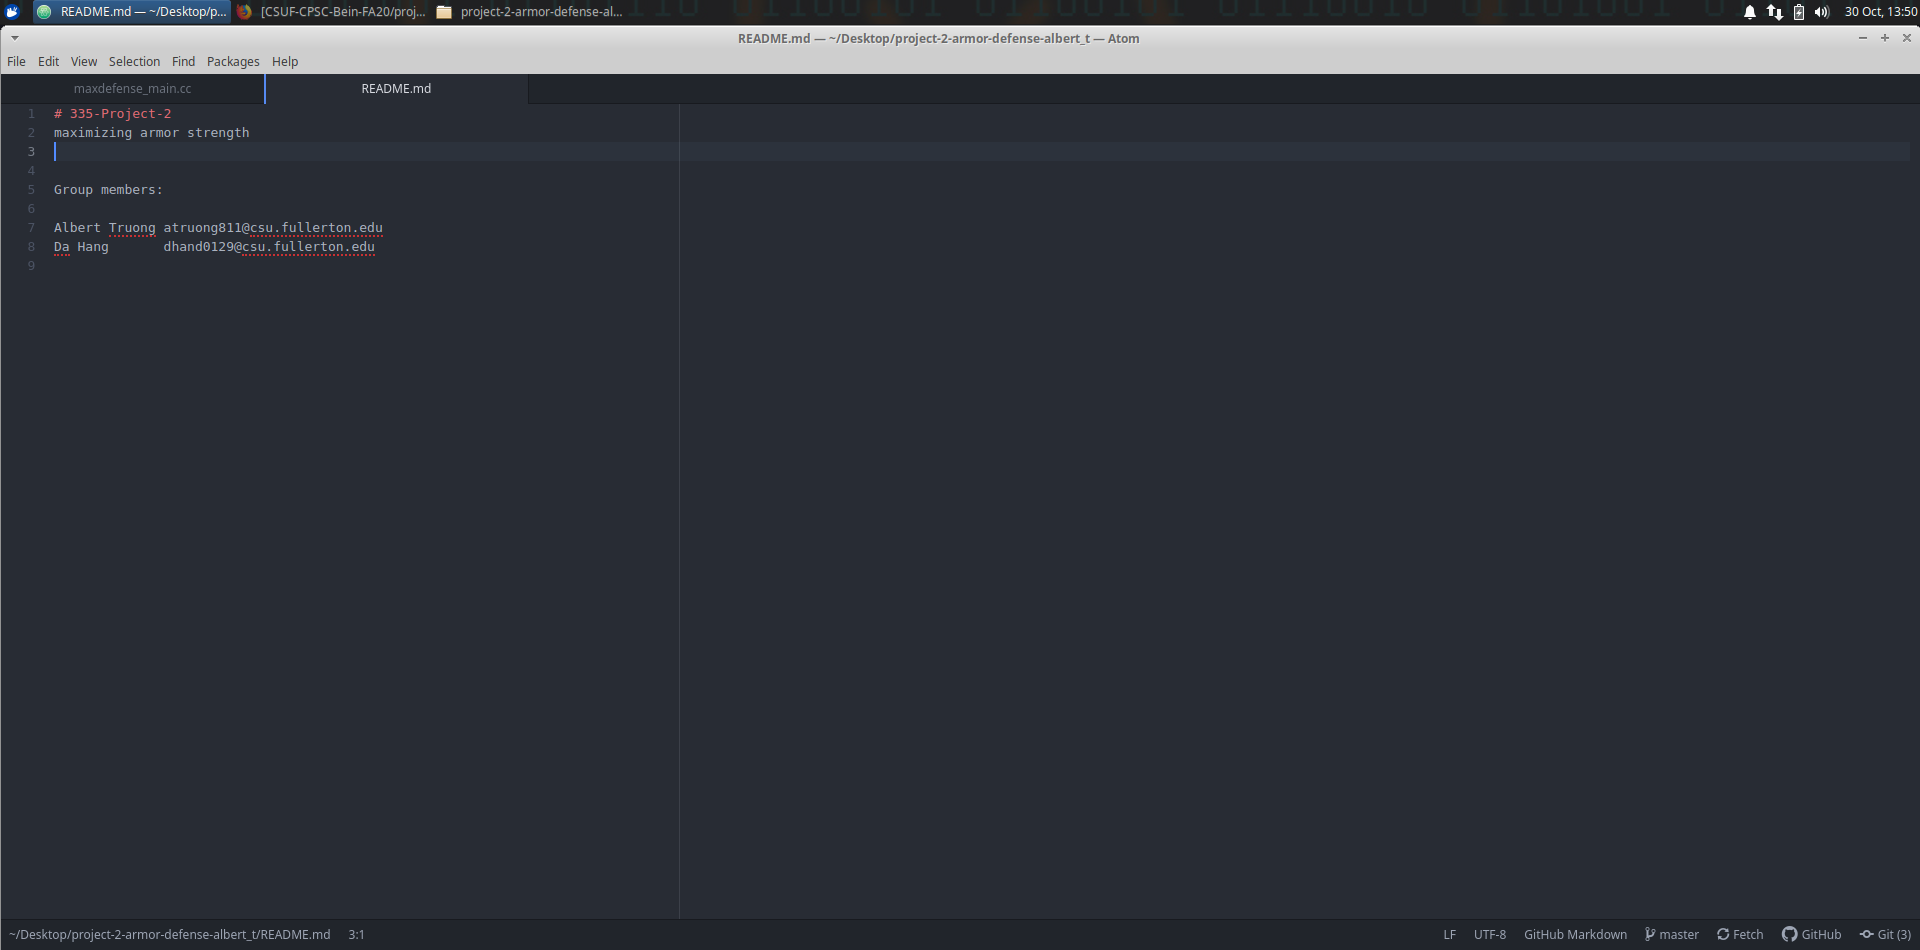 README.md — ~/Desktop/p... [CSUF-CPSC-Bein-FA20/proj... project-2-armor-defense-al... 30 Oct, 13:50
README.md — ~/Desktop/project-2-armor-defense-albert_t — Atom
File Edit View Selection Find Packages Help
maxdefense_main.cc README.md
1 # 335-Project-2
2 maximizing armor strength
3
4
5 Group members:
6
7 Albert Truong atruong811@csu.fullerton.edu
8 Da Hang dhand0129@csu.fullerton.edu
9
~/Desktop/project-2-armor-defense-albert_t/README.md 3:1 LF UTF-8 GitHub Markdown master Fetch GitHub Git (3)